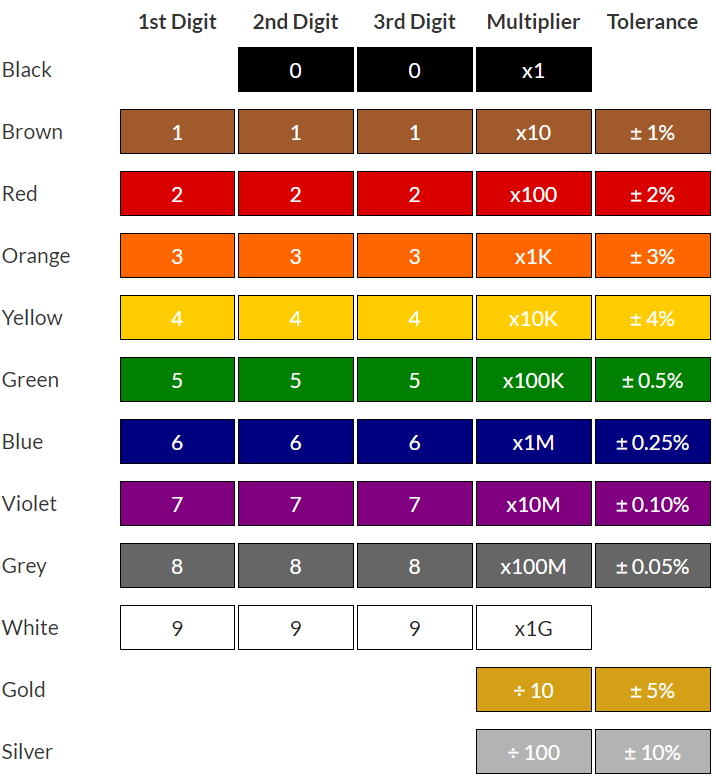 1st Digit 2nd Digit 3rd Digit Multiplier Tolerance
Black 0 0 x1
Brown 1 1 1 x10 ± 1%
Red 2 2 2 x100 ± 2%
Orange 3 3 3 x1K ± 3%
Yellow 4 4 4 x10K ± 4%
Green 5 5 5 x100K ± 0.5%
Blue 6 6 6 x1M ± 0.25%
Violet 7 7 7 x10M ± 0.10%
Grey 8 8 8 x100M ± 0.05%
White 9 9 9 x1G
Gold ÷ 10 ± 5%
Silver ÷ 100 ± 10%